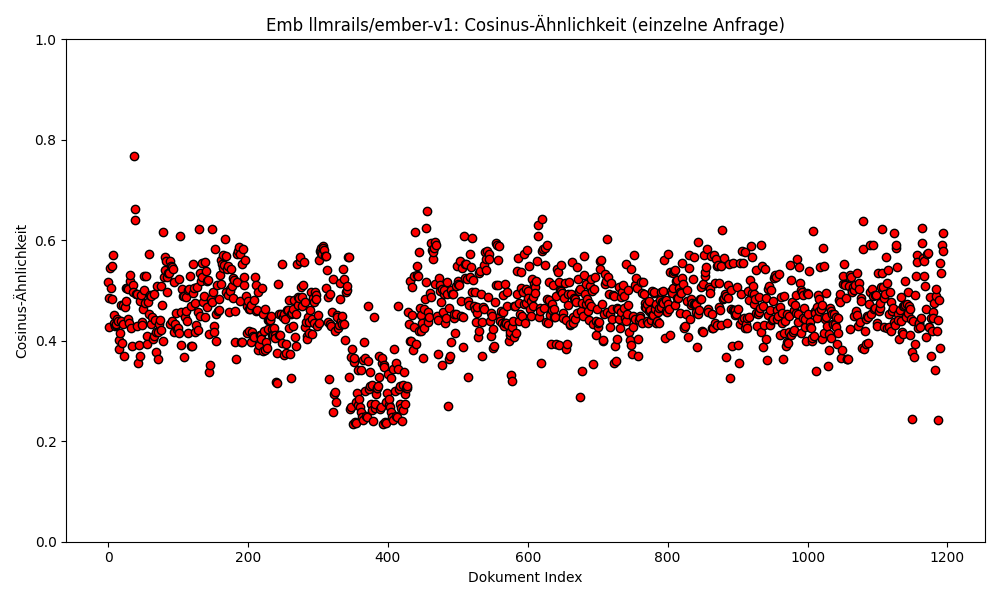 Emb llmrails/ember-v1: Cosinus-Ähnlichkeit (einzelne Anfrage)
1.0
0.8
0.6
0.4
0.2
0.0
Cosinus-Ähnlichkeit
0 200 400 600 800 1000 1200
Dokument Index